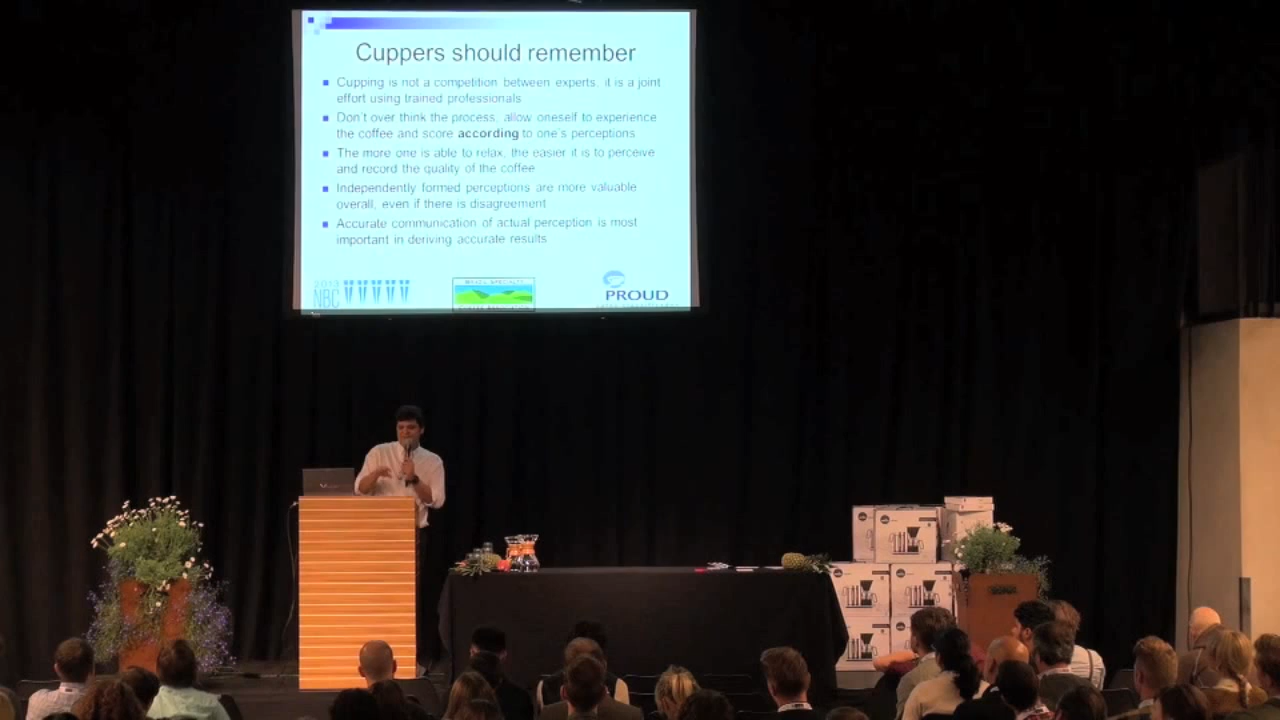 Cuppers should remember
Cupping is not a competition between experts, it is a joint
effort using trained professionals
Don't over think the process, allow oneself to experience
the coffee and score according to one's perceptions
The more one is able to relax, the easier it is to perceive
and record the quality of the coffee
Independently formed perceptions are more valuable
overall, even if there is disagreement
Accurate communication of actual perception is most
important in deriving accurate results
2013
NBC
BRAZIL SPECIALTY
PROUD